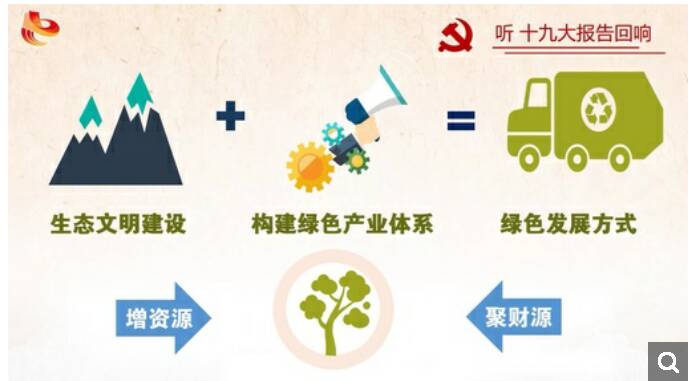 听 十九大报告回响
生态文明建设
构建绿色产业体系
绿色发展方式
增资源
聚财源